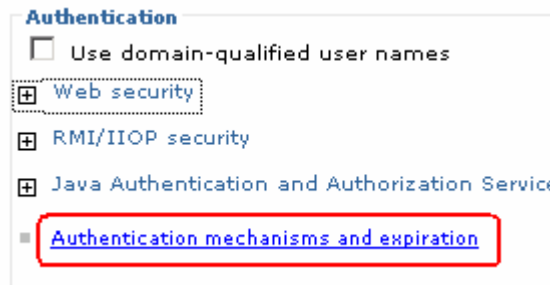 Authentication
Use domain-qualified user names
Web security
RMI/IIOP security
Java Authentication and Authorization Service
Authentication mechanisms and expiration